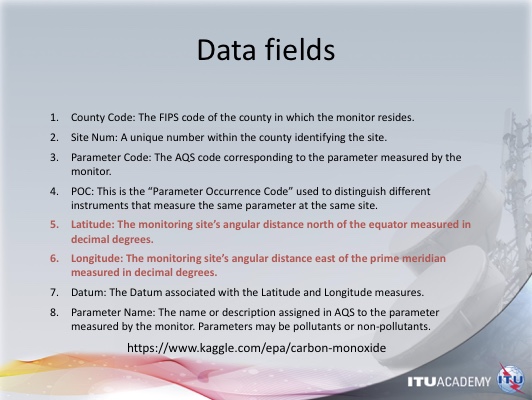 Data fields
1. County Code: The FIPS code of the county in which the monitor resides.
2. Site Num: A unique number within the county identifying the site.
3. Parameter Code: The AQS code corresponding to the parameter measured by the
monitor.
4. POC: This is the “Parameter Occurrence Code” used to distinguish different
instruments that measure the same parameter at the same site.
5. Latitude: The monitoring site’s angular distance north of the equator measured in
decimal degrees.
6. Longitude: The monitoring site’s angular distance east of the prime meridian
measured in decimal degrees.
7. Datum: The Datum associated with the Latitude and Longitude measures.
8. Parameter Name: The name or description assigned in AQS to the parameter
measured by the monitor. Parameters may be pollutants or non-pollutants.
https://www.kaggle.com/epa/carbon-monoxide
ITUACADEMY
ITU